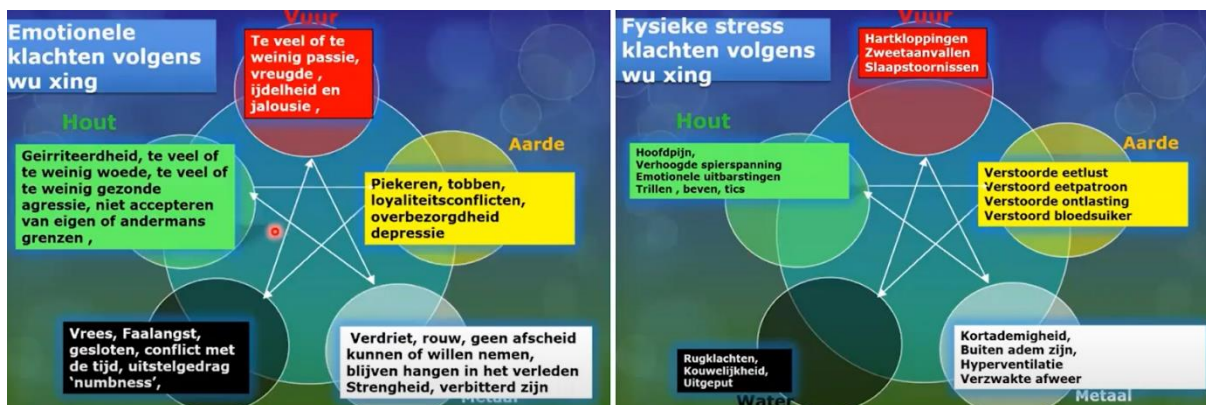 Emotionele
klachten volgens
wu xing
Vuur
Te veel of te
weinig passie,
vreugde ,
ijdelheid en
jalousie ,
Hout
Geirriteerdheid, te veel of
te weinig woede, te veel of
te weinig gezonde
agressie, niet accepteren
van eigen of andermans
grenzen ,
Aarde
Piekeren, tobben,
loyaliteitsconflicten,
overbezorgdheid
depressie
Vrees, Faalangst,
gesloten, conflict met
de tijd, uitstelgedrag
‘numbness’,
Verdriet, rouw, geen afscheid
kunnen of willen nemen,
blijven hangen in het verleden
Strengheid, verbitterd zijn
Metaal
Fysieke stress
klachten volgens
wu xing
Vuur
Hartkloppingen
Zweetaanvallen
Slaapstoornissen
Hout
Hoofdpijn,
Verhoogde spierspanning
Emotionele uitbarstingen
Trillen , beven, tics
Aarde
Verstoorde eetlust
Verstoord eetpatroon
Verstoorde ontlasting
Verstoord bloedsuiker
Rugklachten,
Kouwelijkheid,
Uitgeput
Water
Kortademigheid,
Buiten adem zijn,
Hyperventilatie
Verzwakte afweer
Metaal